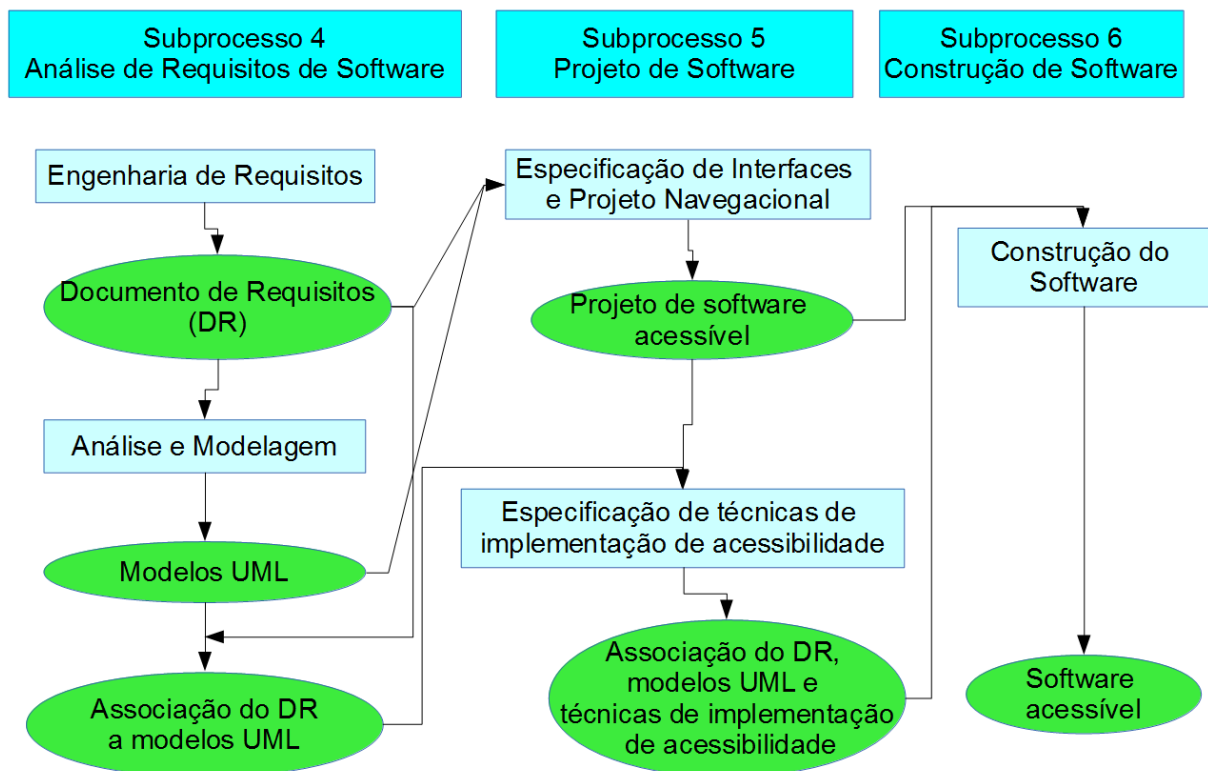 Subprocesso 4
Análise de Requisitos de Software
Subprocesso 5
Projeto de Software
Subprocesso 6
Construção de Software
Engenharia de Requisitos
Documento de Requisitos
(DR)
Análise e Modelagem
Modelos UML
Associação do DR
a modelos UML
Especificação de Interfaces
e Projeto Navegacional
Projeto de software
acessível
Especificação de técnicas de
implementação de acessibilidade
Associação do DR,
modelos UML e
técnicas de implementação
de acessibilidade
Construção do
Software
Software
acessível